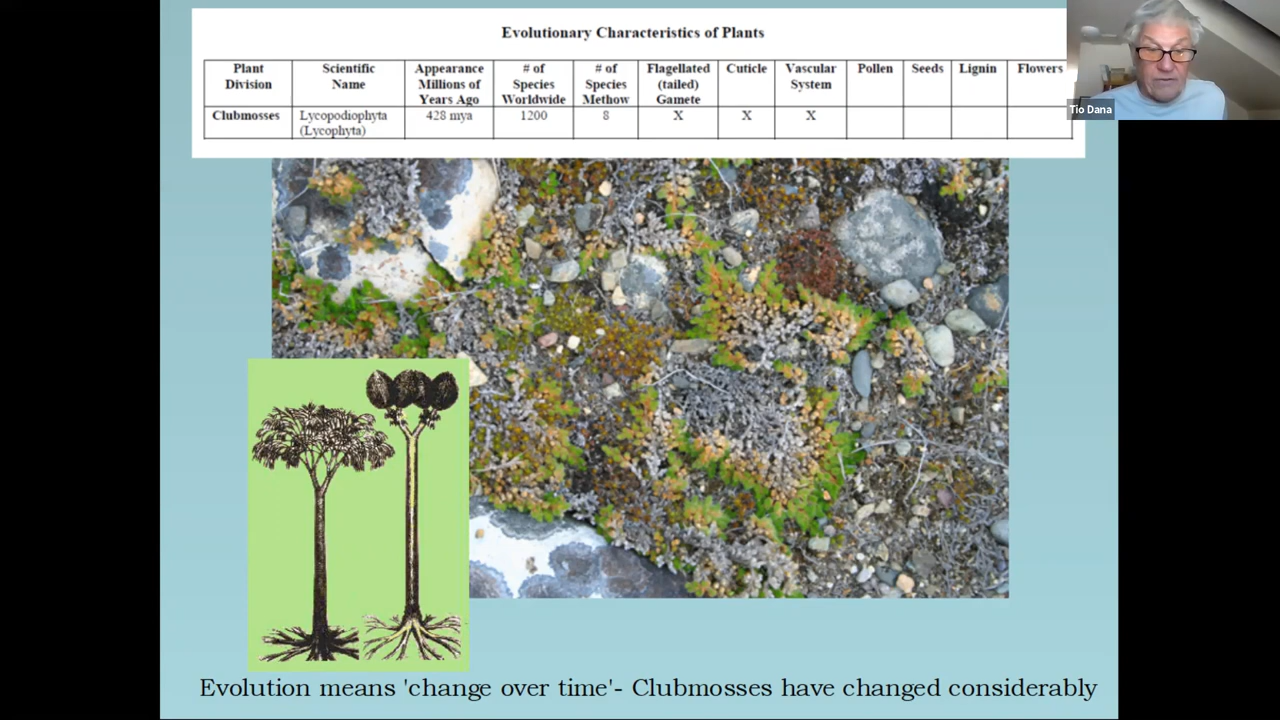 Evolutionary Characteristics of Plants
Plant Division Scientific Name Appearance Millions of Years Ago # of Species Worldwide # of Species Methow Flagellated (tailed) Gamete Cuticle Vascular System Pollen Seeds Lignin Flowers
Clubmosses Lycopodiophyta (Lycophyta) 428 mya 1200 8 X X X
Tio Dana
Evolution means 'change over time'- Clubmosses have changed considerably